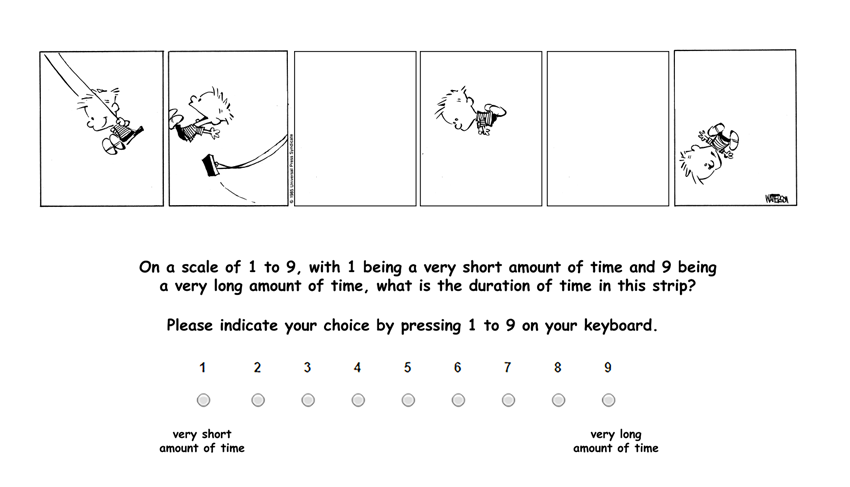 © 1985 Universal Press Syndicate
WATTERSON
On a scale of 1 to 9, with 1 being a very short amount of time and 9 being
a very long amount of time, what is the duration of time in this strip?
Please indicate your choice by pressing 1 to 9 on your keyboard.
1 2 3 4 5 6 7 8 9
very short
amount of time
very long
amount of time